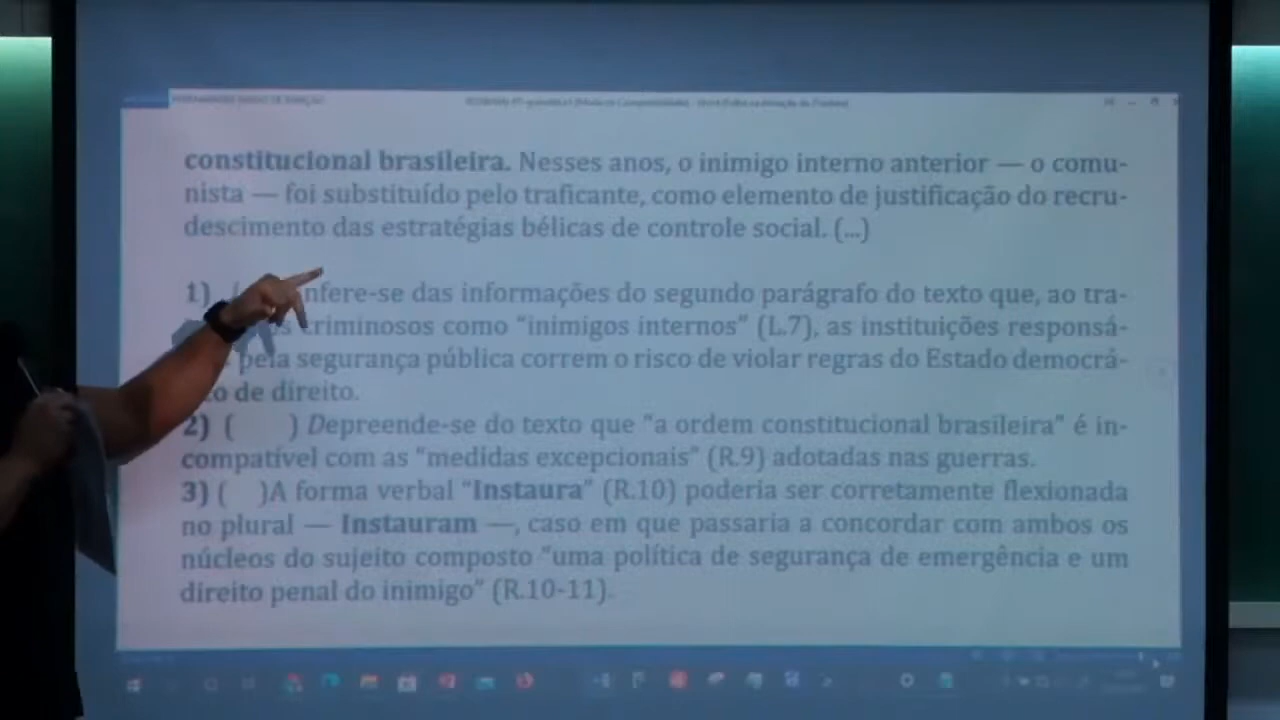 constitucional brasileira. Nesses anos, o inimigo interno anterior — o comu-
nista — foi substituído pelo traficante, como elemento de justificação do recru-
descimento das estratégias bélicas de controle social. (...)
1) nfere-se das informações do segundo parágrafo do texto que, ao tra-
criminosos como “inimigos internos” (L.7), as instituições responsá-
pela segurança pública correm o risco de violar regras do Estado democrá-
co de direito.
2) ( ) Depreende-se do texto que “a ordem constitucional brasileira” é in-
compatível com as “medidas excepcionais” (R.9) adotadas nas guerras.
3) ( )A forma verbal “Instaura” (R.10) poderia ser corretamente flexionada
no plural — Instauram —, caso em que passaria a concordar com ambos os
núcleos do sujeito composto “uma política de segurança de emergência e um
direito penal do inimigo” (R.10-11).